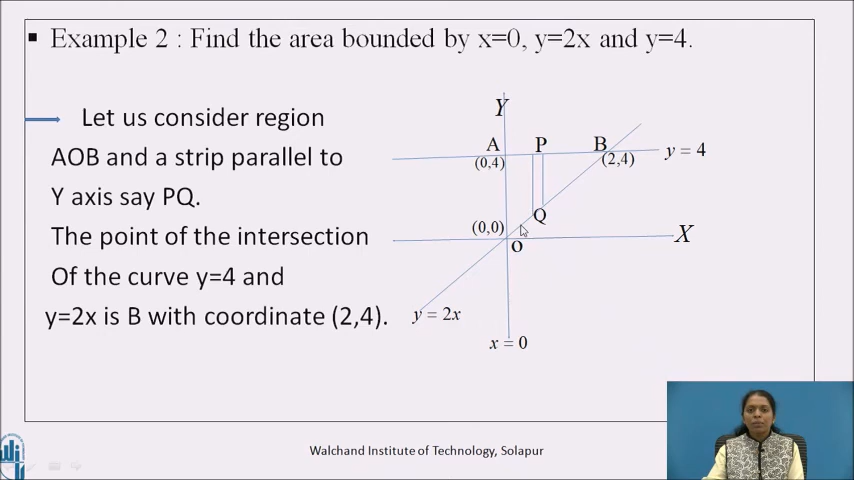 ▪ Example 2 : Find the area bounded by x=0, y=2x and y=4.
Let us consider region
AOB and a strip parallel to
Y axis say PQ.
The point of the intersection
Of the curve y=4 and
y=2x is B with coordinate (2,4).
Y
A P B
(0,4) (2,4) y = 4
Q
(0,0) X
O
y = 2x
x = 0
Walchand Institute of Technology, Solapur